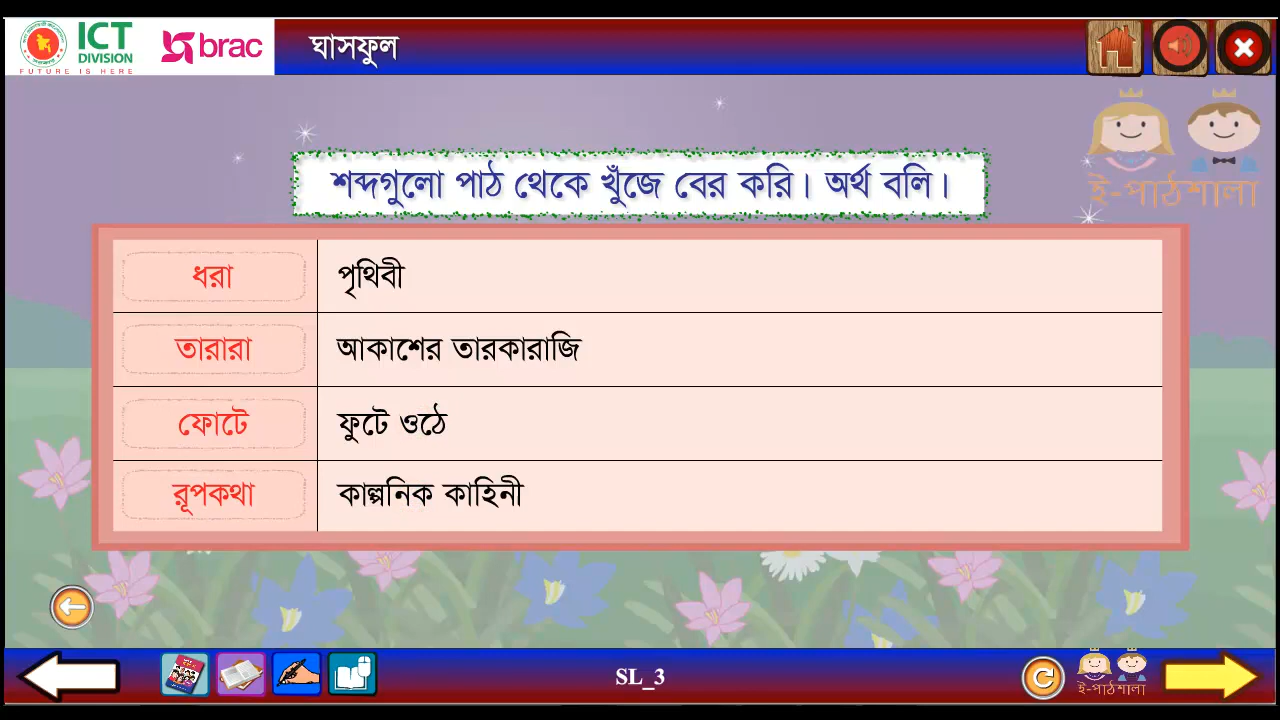 ICT
DIVISION
FUTURE IS HERE
brac
ঘাসফুল
ই-পাঠশালা
শব্দগুলো পাঠ থেকে খুঁজে বের করি। অর্থ বলি।
ধরা পৃথিবী
তারারা আকাশের তারকারাজি
ফোটে ফুটে ওঠে
রূপকথা কাল্পনিক কাহিনী
SL_3
ই-পাঠশালা